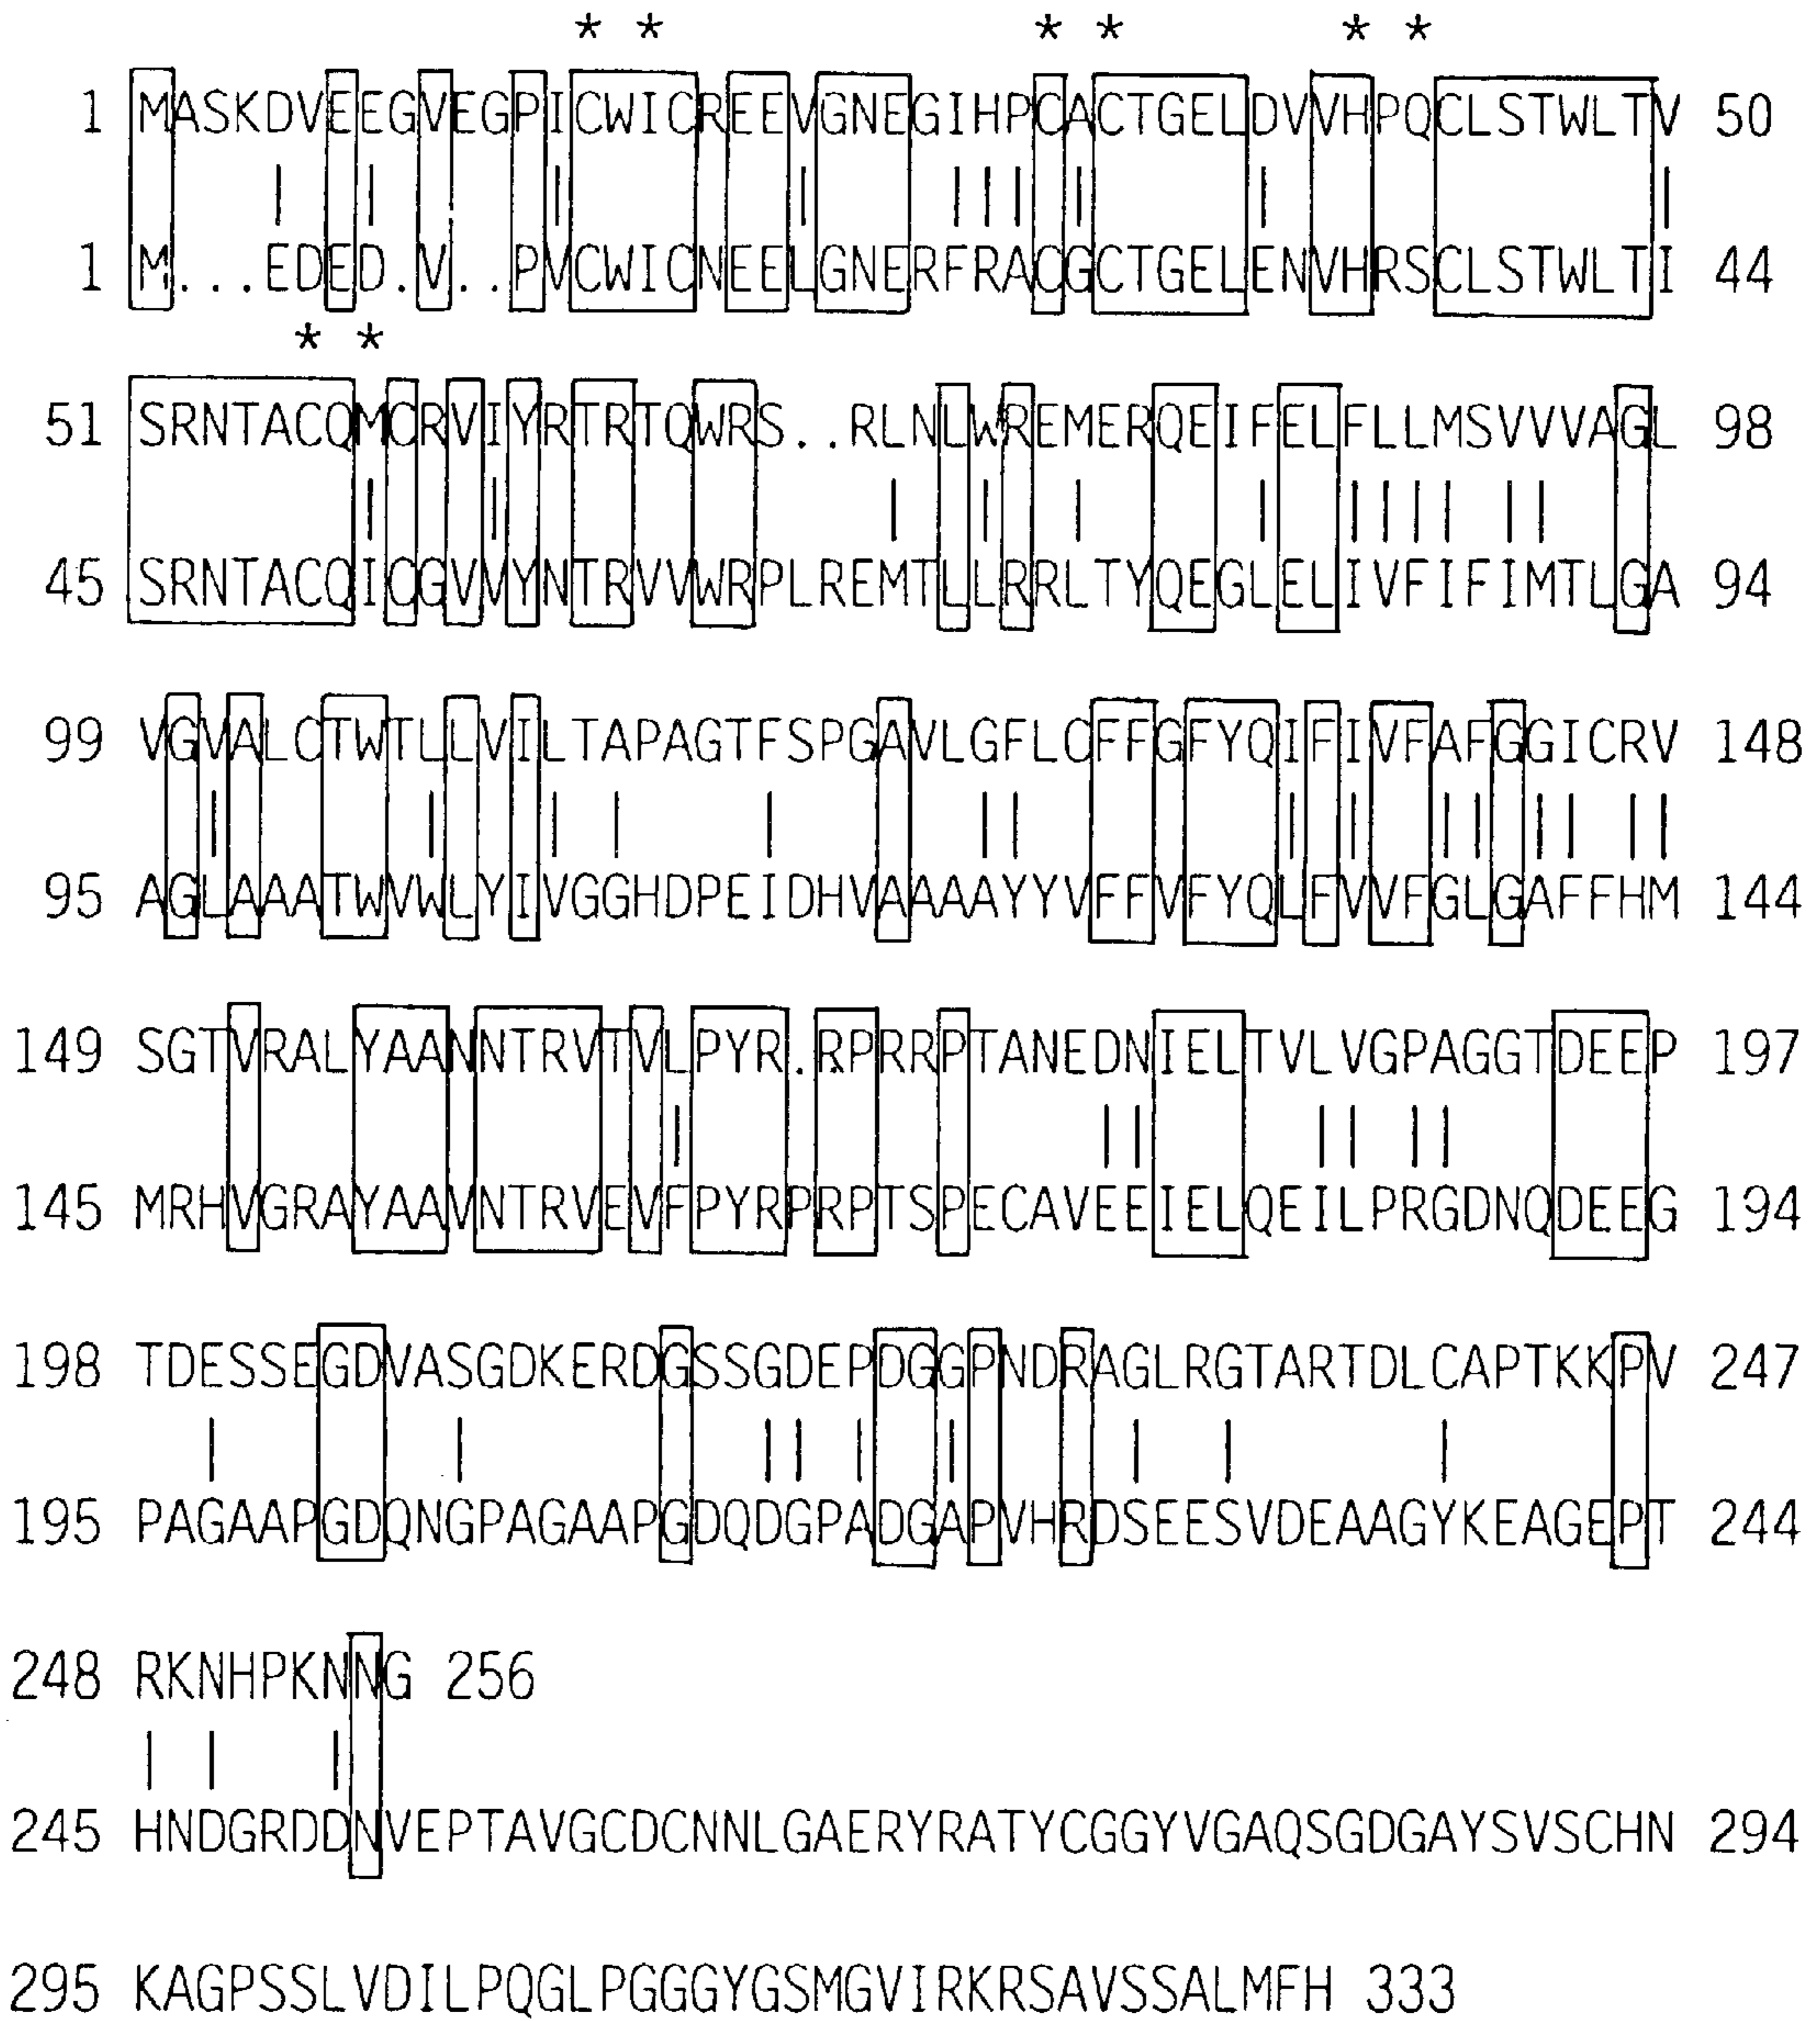 * * * * * *
1 MASKDVEEGVEGPICWICREEVGNEGIHPCACTGELDVVHPQCLSTWLTV 50
1 M...EDED.V..PVCWICNEELGNERFRACGCTGELENVHRSCLSTWLTI 44
* *
51 SRNTACQMCRVIYRTRTQWRS..RLNLWREMERQEIFELFLLMSVVVAGL 98
45 SRNTACQICGVVYNTRVVWRPLREMTLLRRLTYQEGLELIVFIFIMTLGA 94
99 VGVALCTWTLLVILTAPAGTFSPGAVLGFLCFFGFYQIFIVFAFGGICRV 148
95 AGLAAATWVWLYIVGGHDPEIDHVAAAAYYVFFVFYQLFVVFGLGAFFHM 144
149 SGTVRALYAANNTRVTVLPYR.RPRRPTANEDNIELTVLVGPAGGTDEEP 197
145 MRHVGRAYAAVNTRVEVFPYRPRPTSPECAVEEIELQEILPRGDNQDEEG 194
198 TDESSEGDVASGDKERDGSSGDEPDGGPNDRAGLRGTARTDLCAPTKKPV 247
195 PAGAAPGDQNGPAGAAPGDQDGPADGAPVHRDSEESVDEAAGYKEAGEPT 244
248 RKNHPKNNG 256
245 HNDGRDDNVEPTAVGCDCNNLGAERYRATYCGGYVGAQSGDGAYSVSCHN 294
295 KAGPSSLVDILPQGLPGGGYGSMGVIRKRSAVSSALMFH 333